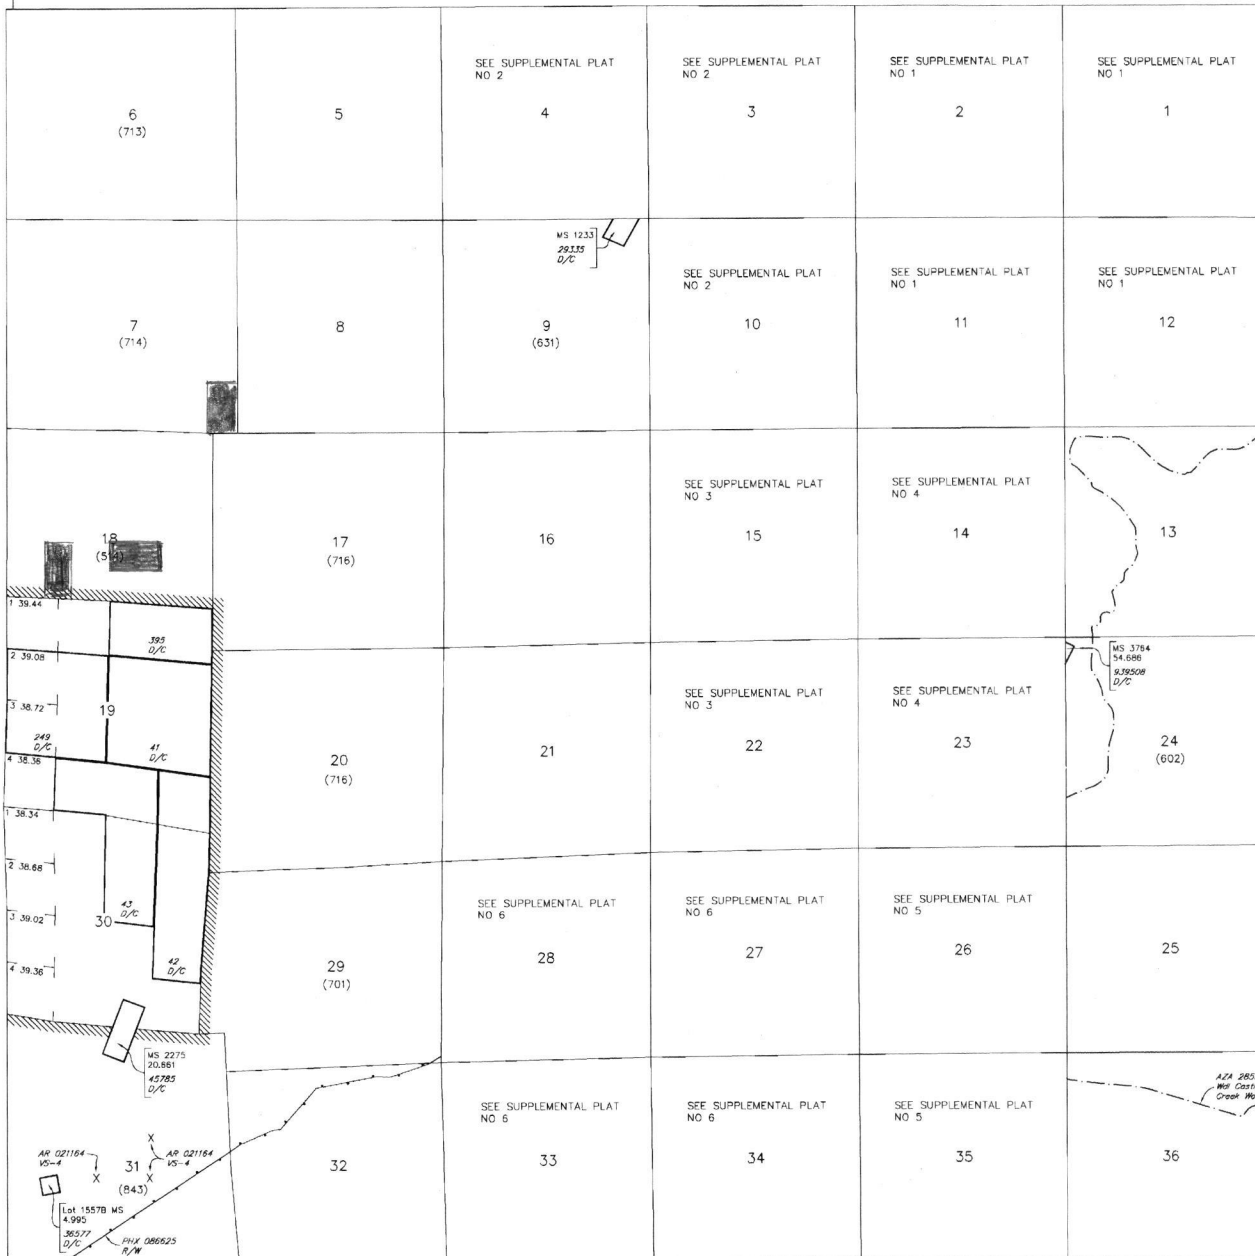 SEE SUPPLEMENTAL PLAT
NO 2
SEE SUPPLEMENTAL PLAT
NO 2
SEE SUPPLEMENTAL PLAT
NO 1
SEE SUPPLEMENTAL PLAT
NO 1
6
(713)
5
4
3
2
1
MS 1233
29335
D/C
SEE SUPPLEMENTAL PLAT
NO 2
SEE SUPPLEMENTAL PLAT
NO 1
SEE SUPPLEMENTAL PLAT
NO 1
7
(714)
8
9
(631)
10
11
12
SEE SUPPLEMENTAL PLAT
NO 3
SEE SUPPLEMENTAL PLAT
NO 4
18
17
(716)
16
15
14
13
1 39.44
395
D/C
2 39.08
3 38.72
19
249
D/C
41
D/C
4 38.36
20
(716)
21
SEE SUPPLEMENTAL PLAT
NO 3
22
SEE SUPPLEMENTAL PLAT
NO 4
23
MS 3764
54.686
939508
D/C
24
(602)
1 38.34
2 38.68
3 39.02
43
D/C
30
4 39.36
42
D/C
29
(701)
SEE SUPPLEMENTAL PLAT
NO 6
28
SEE SUPPLEMENTAL PLAT
NO 6
27
SEE SUPPLEMENTAL PLAT
NO 5
26
25
MS 2275
20.661
45785
D/C
X
AR 021164
VS-4
X
AR 021164
VS-4
X
31
(843)
Lot 1557B MS
4.995
36577
D/C
PHX 086625
R/W
32
SEE SUPPLEMENTAL PLAT
NO 6
33
SEE SUPPLEMENTAL PLAT
NO 6
34
SEE SUPPLEMENTAL PLAT
NO 5
35
36
AZA 285
Creek